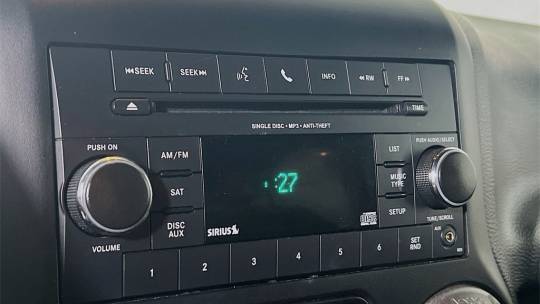 SEEK
SEEK
INFO
RW
FF
TIME
SINGLE DISC • MP3 • ANTI-THEFT
PUSH ON
VOLUME
AM/FM
SAT
DISC AUX
:27
SIRIUS
LIST
MUSIC TYPE
SETUP
PUSH AUDIO/SELECT
TUNE/SCROLL
AUX
1
2
3
4
5
6
SET RND